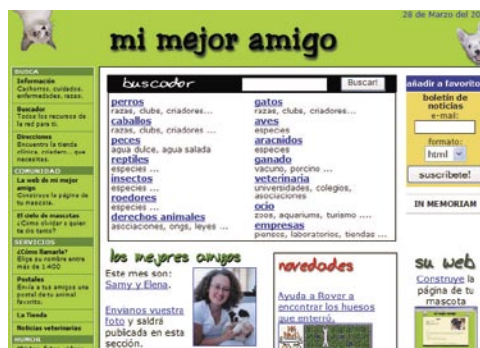 28 de Marzo del 20
mi mejor amigo
BUSCA
Información
Cachorros, cuidados,
enfermedades, razas.
Buscador
Todos los recursos de
la red para ti.
Direcciones
Encuentra la tienda
clínica, criadero... que
necesitas.
COMUNIDAD
La web de mi mejor
amigo
Construye la página de
tu mascota.
El cielo de mascotas
¿Cómo olvidar a quien
te dio tanto?
SERVICIOS
¿Cómo llamarle?
Elige su nombre entre
más de 1.400
Postales
Envía a tus amigos una
postal de tu animal
favorito.
La Tienda
Noticias veterinarias
HUMOR
buscador
Buscar!
perros
razas, clubs, criadores...
caballos
razas, clubs, criadores...
peces
agua dulce, agua salada
reptiles
especies ...
insectos
especies ...
roedores
especies ...
derechos animales
asociaciones, ongs, leyes ...
gatos
razas, clubs, criadores...
aves
especies
aracnidos
especies
ganado
vacuno, porcino ...
veterinaria
universidades, colegios,
asociaciones
ocio
zoos, aquariums, turismo ....
empresas
piensos, laboratorios, tiendas ...
añadir a favorito
boletín de
noticias
e-mail:
formato:
html
suscribete!
IN MEMORIAM
los mejores amigos
Este mes son:
Samy y Elena.
Envianos vuestra
foto y saldrá
publicada en esta
sección.
novedades
Ayuda a Rover a
encontrar los huesos
que enterró.
su web
Construye la
página de tu
mascota